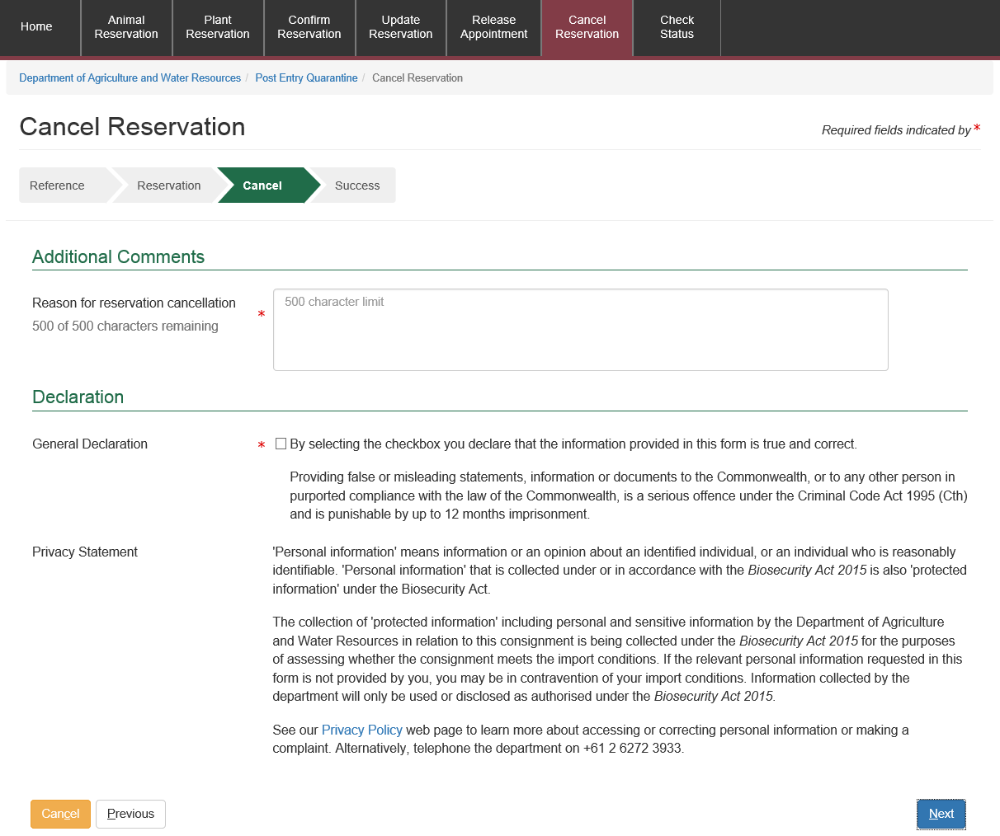 Home
Animal Reservation
Plant Reservation
Confirm Reservation
Update Reservation
Release Appointment
Cancel Reservation
Check Status
Department of Agriculture and Water Resources / Post Entry Quarantine / Cancel Reservation
Cancel Reservation
Required fields indicated by *
Reference
Reservation
Cancel
Success
Additional Comments
Reason for reservation cancellation
500 of 500 characters remaining
*
500 character limit
Declaration
General Declaration
* By selecting the checkbox you declare that the information provided in this form is true and correct.
Providing false or misleading statements, information or documents to the Commonwealth, or to any other person in
purported compliance with the law of the Commonwealth, is a serious offence under the Criminal Code Act 1995 (Cth)
and is punishable by up to 12 months imprisonment.
Privacy Statement
'Personal information' means information or an opinion about an identified individual, or an individual who is reasonably
identifiable. 'Personal information' that is collected under or in accordance with the Biosecurity Act 2015 is also 'protected
information' under the Biosecurity Act.
The collection of 'protected information' including personal and sensitive information by the Department of Agriculture
and Water Resources in relation to this consignment is being collected under the Biosecurity Act 2015 for the purposes
of assessing whether the consignment meets the import conditions. If the relevant personal information requested in this
form is not provided by you, you may be in contravention of your import conditions. Information collected by the
department will only be used or disclosed as authorised under the Biosecurity Act 2015.
See our Privacy Policy web page to learn more about accessing or correcting personal information or making a
complaint. Alternatively, telephone the department on +61 2 6272 3933.
Cancel
Previous
Next